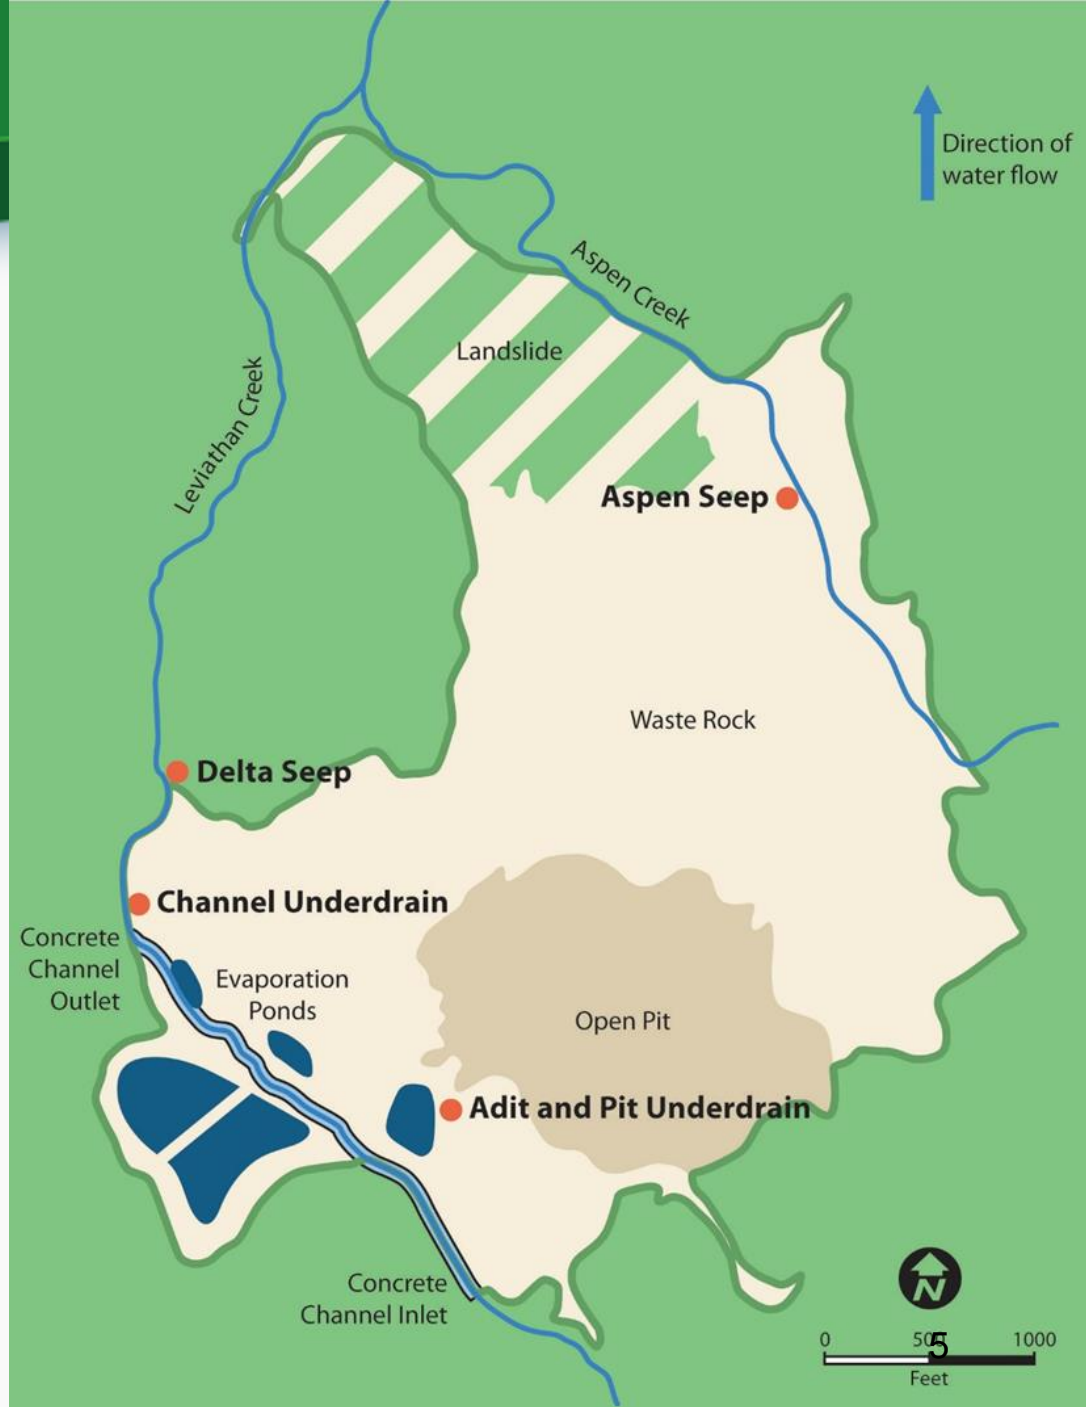 Direction of
water flow
Aspen Creek
Landslide
Leviathan Creek
Aspen Seep
Waste Rock
Delta Seep
Channel Underdrain
Concrete
Channel
Outlet
Evaporation
Ponds
Open Pit
Adit and Pit Underdrain
Concrete
Channel Inlet
N
0 500 1000
Feet
5